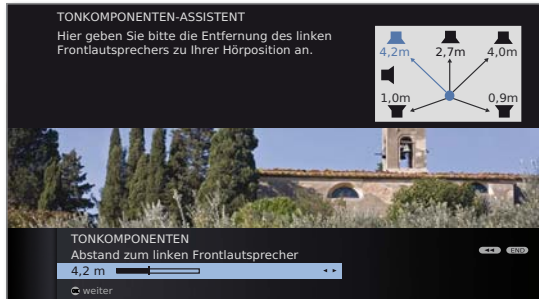 TONKOMPONENTEN-ASSISTENT
Hier geben Sie bitte die Entfernung des linken
Frontlautsprechers zu Ihrer Hörposition an.
4,2m 2,7m 4,0m
1,0m 0,9m
TONKOMPONENTEN
Abstand zum linken Frontlautsprecher
4,2 m
END
OK weiter